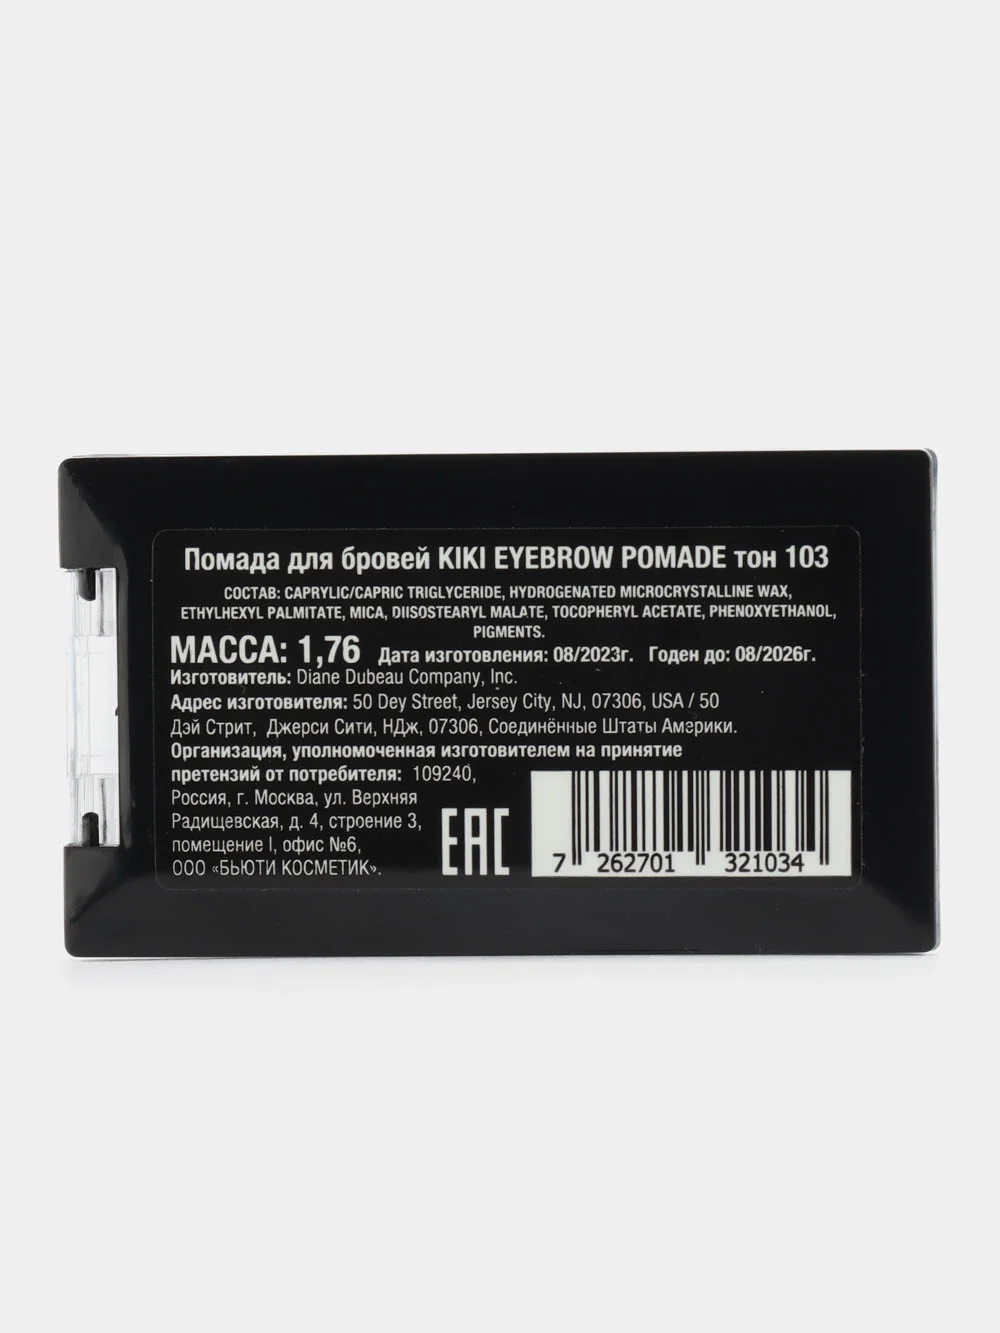 Помада для бровей KIKI EYEBROW POMADE тон 103
СОСТАВ: CAPRYLIC/CAPRIC TRIGLYCERIDE, HYDROGENATED MICROCRYSTALLINE WAX,
ETHYLHEXYL PALMITATE, MICA, DIISOSTEARYL MALATE, TOCOPHERYL ACETATE, PHENOXYETHANOL,
PIGMENTS.
МАССА: 1,76 Дата изготовления: 08/2023г. Годен до: 08/2026г.
Изготовитель: Diane Dubeau Company, Inc.
Адрес изготовителя: 50 Dey Street, Jersey City, NJ, 07306, USA / 50
Дэй Стрит, Джерси Сити, НДж, 07306, Соединённые Штаты Америки.
Организация, уполномоченная изготовителем на принятие
претензий от потребителя: 109240,
Россия, г. Москва, ул. Верхняя
Радищевская, д. 4, строение 3,
помещение I, офис №6,
ООО «БЬЮТИ КОСМЕТИК».
EAC
7 262701 321034